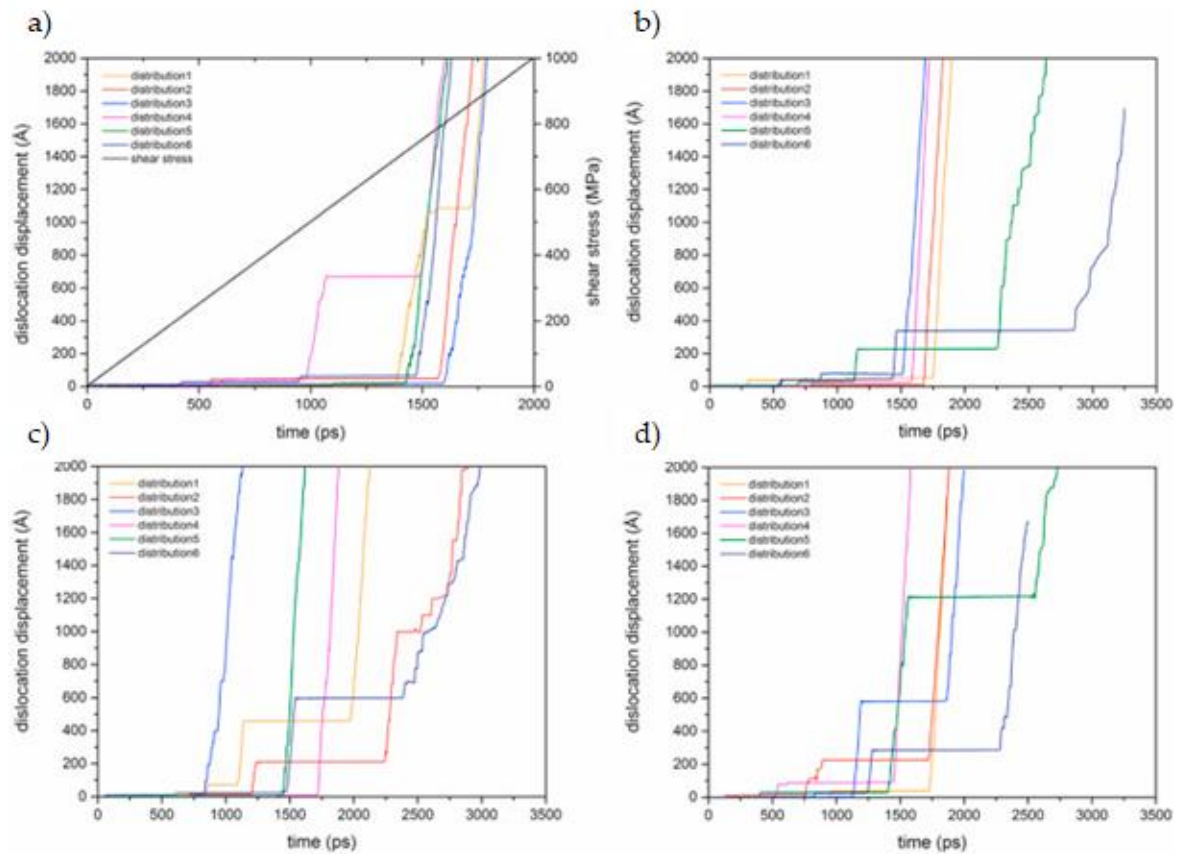 a)
2000
1800
1600
1400
1200
1000
800
600
400
200
0
dislocation displacement (Å)
distribution1
distribution2
distribution3
distribution4
distribution5
distribution6
shear stress
1000
800
600
400
200
0
shear stress (MPa)
0 500 1000 1500 2000
time (ps)
b)
2000
1800
1600
1400
1200
1000
800
600
400
200
0
dislocation displacement (Å)
distribution1
distribution2
distribution3
distribution4
distribution5
distribution6
0 500 1000 1500 2000 2500 3000 3500
time (ps)
c)
2000
1800
1600
1400
1200
1000
800
600
400
200
0
dislocation displacement (Å)
distribution1
distribution2
distribution3
distribution4
distribution5
distribution6
0 500 1000 1500 2000 2500 3000 3500
time (ps)
d)
2000
1800
1600
1400
1200
1000
800
600
400
200
0
dislocation displacement (Å)
distribution1
distribution2
distribution3
distribution4
distribution5
distribution6
0 500 1000 1500 2000 2500 3000 3500
time (ps)